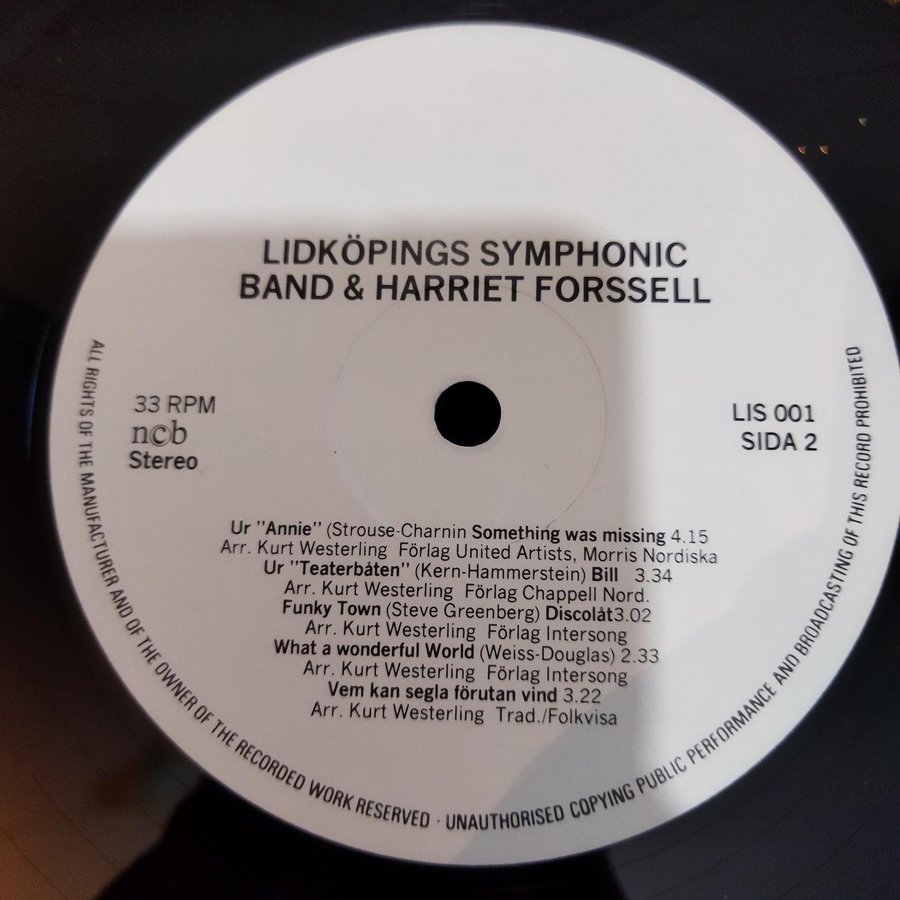 LIDKÖPINGS SYMPHONIC
BAND & HARRIET FORSSELL
33 RPM
ncb
Stereo
LIS 001
SIDA 2
Ur "Annie" (Strouse-Charnin Something was missing 4.15
Arr. Kurt Westerling Förlag United Artists, Morris Nordiska
Ur "Teaterbåten" (Kern-Hammerstein) Bill 3.34
Arr. Kurt Westerling Förlag Chappell Nord.
Funky Town (Steve Greenberg) Discolåt3.02
Arr. Kurt Westerling Förlag Intersong
What a wonderful World (Weiss-Douglas) 2.33
Arr. Kurt Westerling Förlag Intersong
Vem kan segla förutan vind 3.22
Arr. Kurt Westerling Trad./Folkvisa
ALL RIGHTS OF THE MANUFACTURER AND OF THE OWNER OF THE RECORDED WORK RESERVED · UNAUTHORISED COPYING PUBLIC PERFORMANCE AND BROADCASTING OF THIS RECORD PROHIBITED